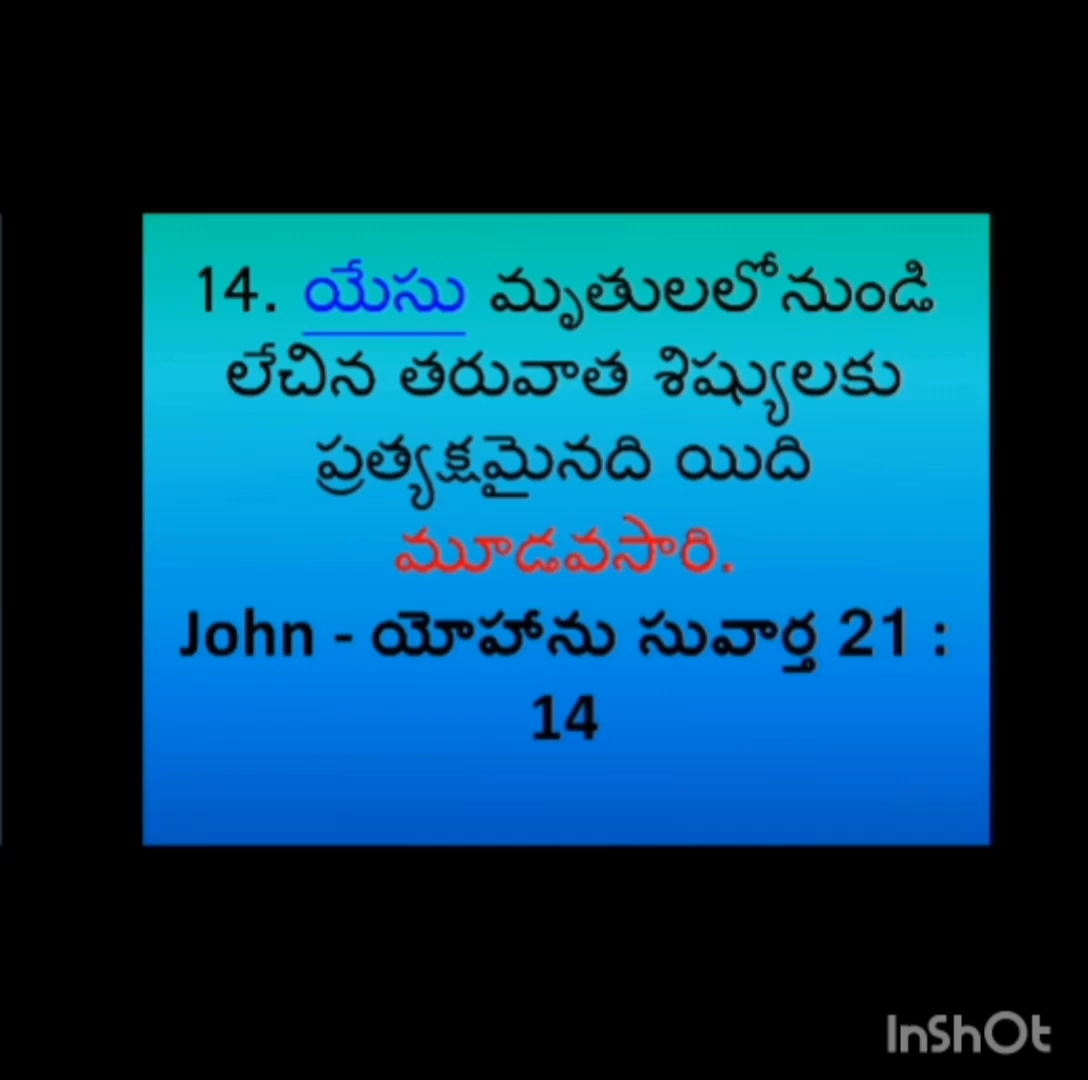 14. యేసు మృతులలోనుండి
లేచిన తరువాత శిష్యులకు
ప్రత్యక్షమైనది యిది
మూడవసారి.
John - యోహాను సువార్త 21 :
14
InShOt